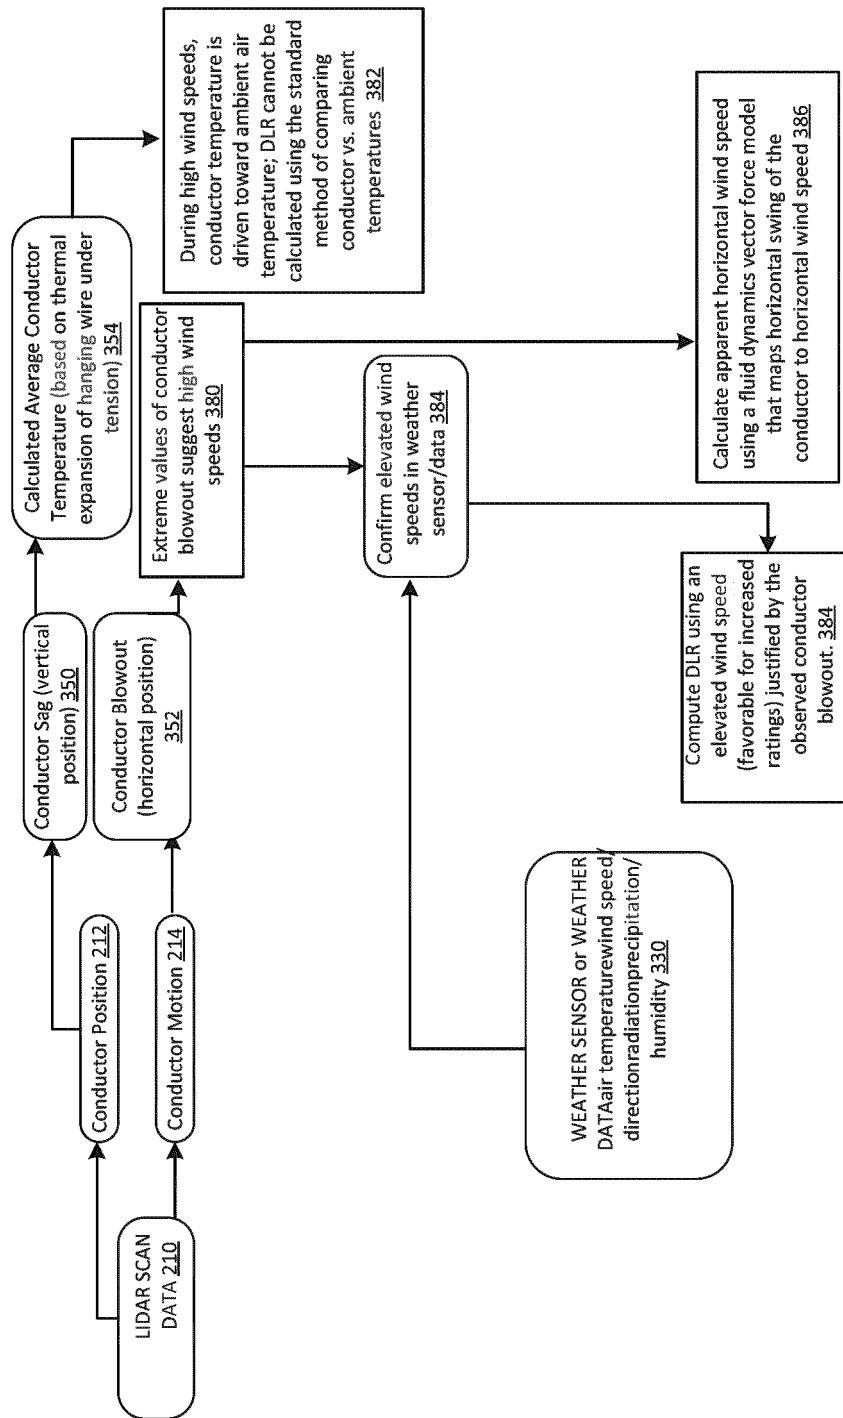 LIDAR SCAN
DATA 210
Conductor Position 212
Conductor Motion 214
Conductor Sag (vertical
position) 350
Conductor Blowout
(horizontal position)
352
Calculated Average Conductor
Temperature (based on thermal
expansion of hanging wire under
tension) 354
Extreme values of conductor
blowout suggest high wind
speeds 380
During high wind speeds,
conductor temperature is
driven toward ambient air
temperature; DLR cannot be
calculated using the standard
method of comparing
conductor vs. ambient
temperatures 382
Confirm elevated wind
speeds in weather
sensor/data 384
WEATHER SENSOR or WEATHER
DATAair temperaturewind speed/
directionradiationprecipitation/
humidity 330
Compute DLR using an
elevated wind speed
(favorable for increased
ratings) justified by the
observed conductor
blowout. 384
Calculate apparent horizontal wind speed
using a fluid dynamics vector force model
that maps horizontal swing of the
conductor to horizontal wind speed 386